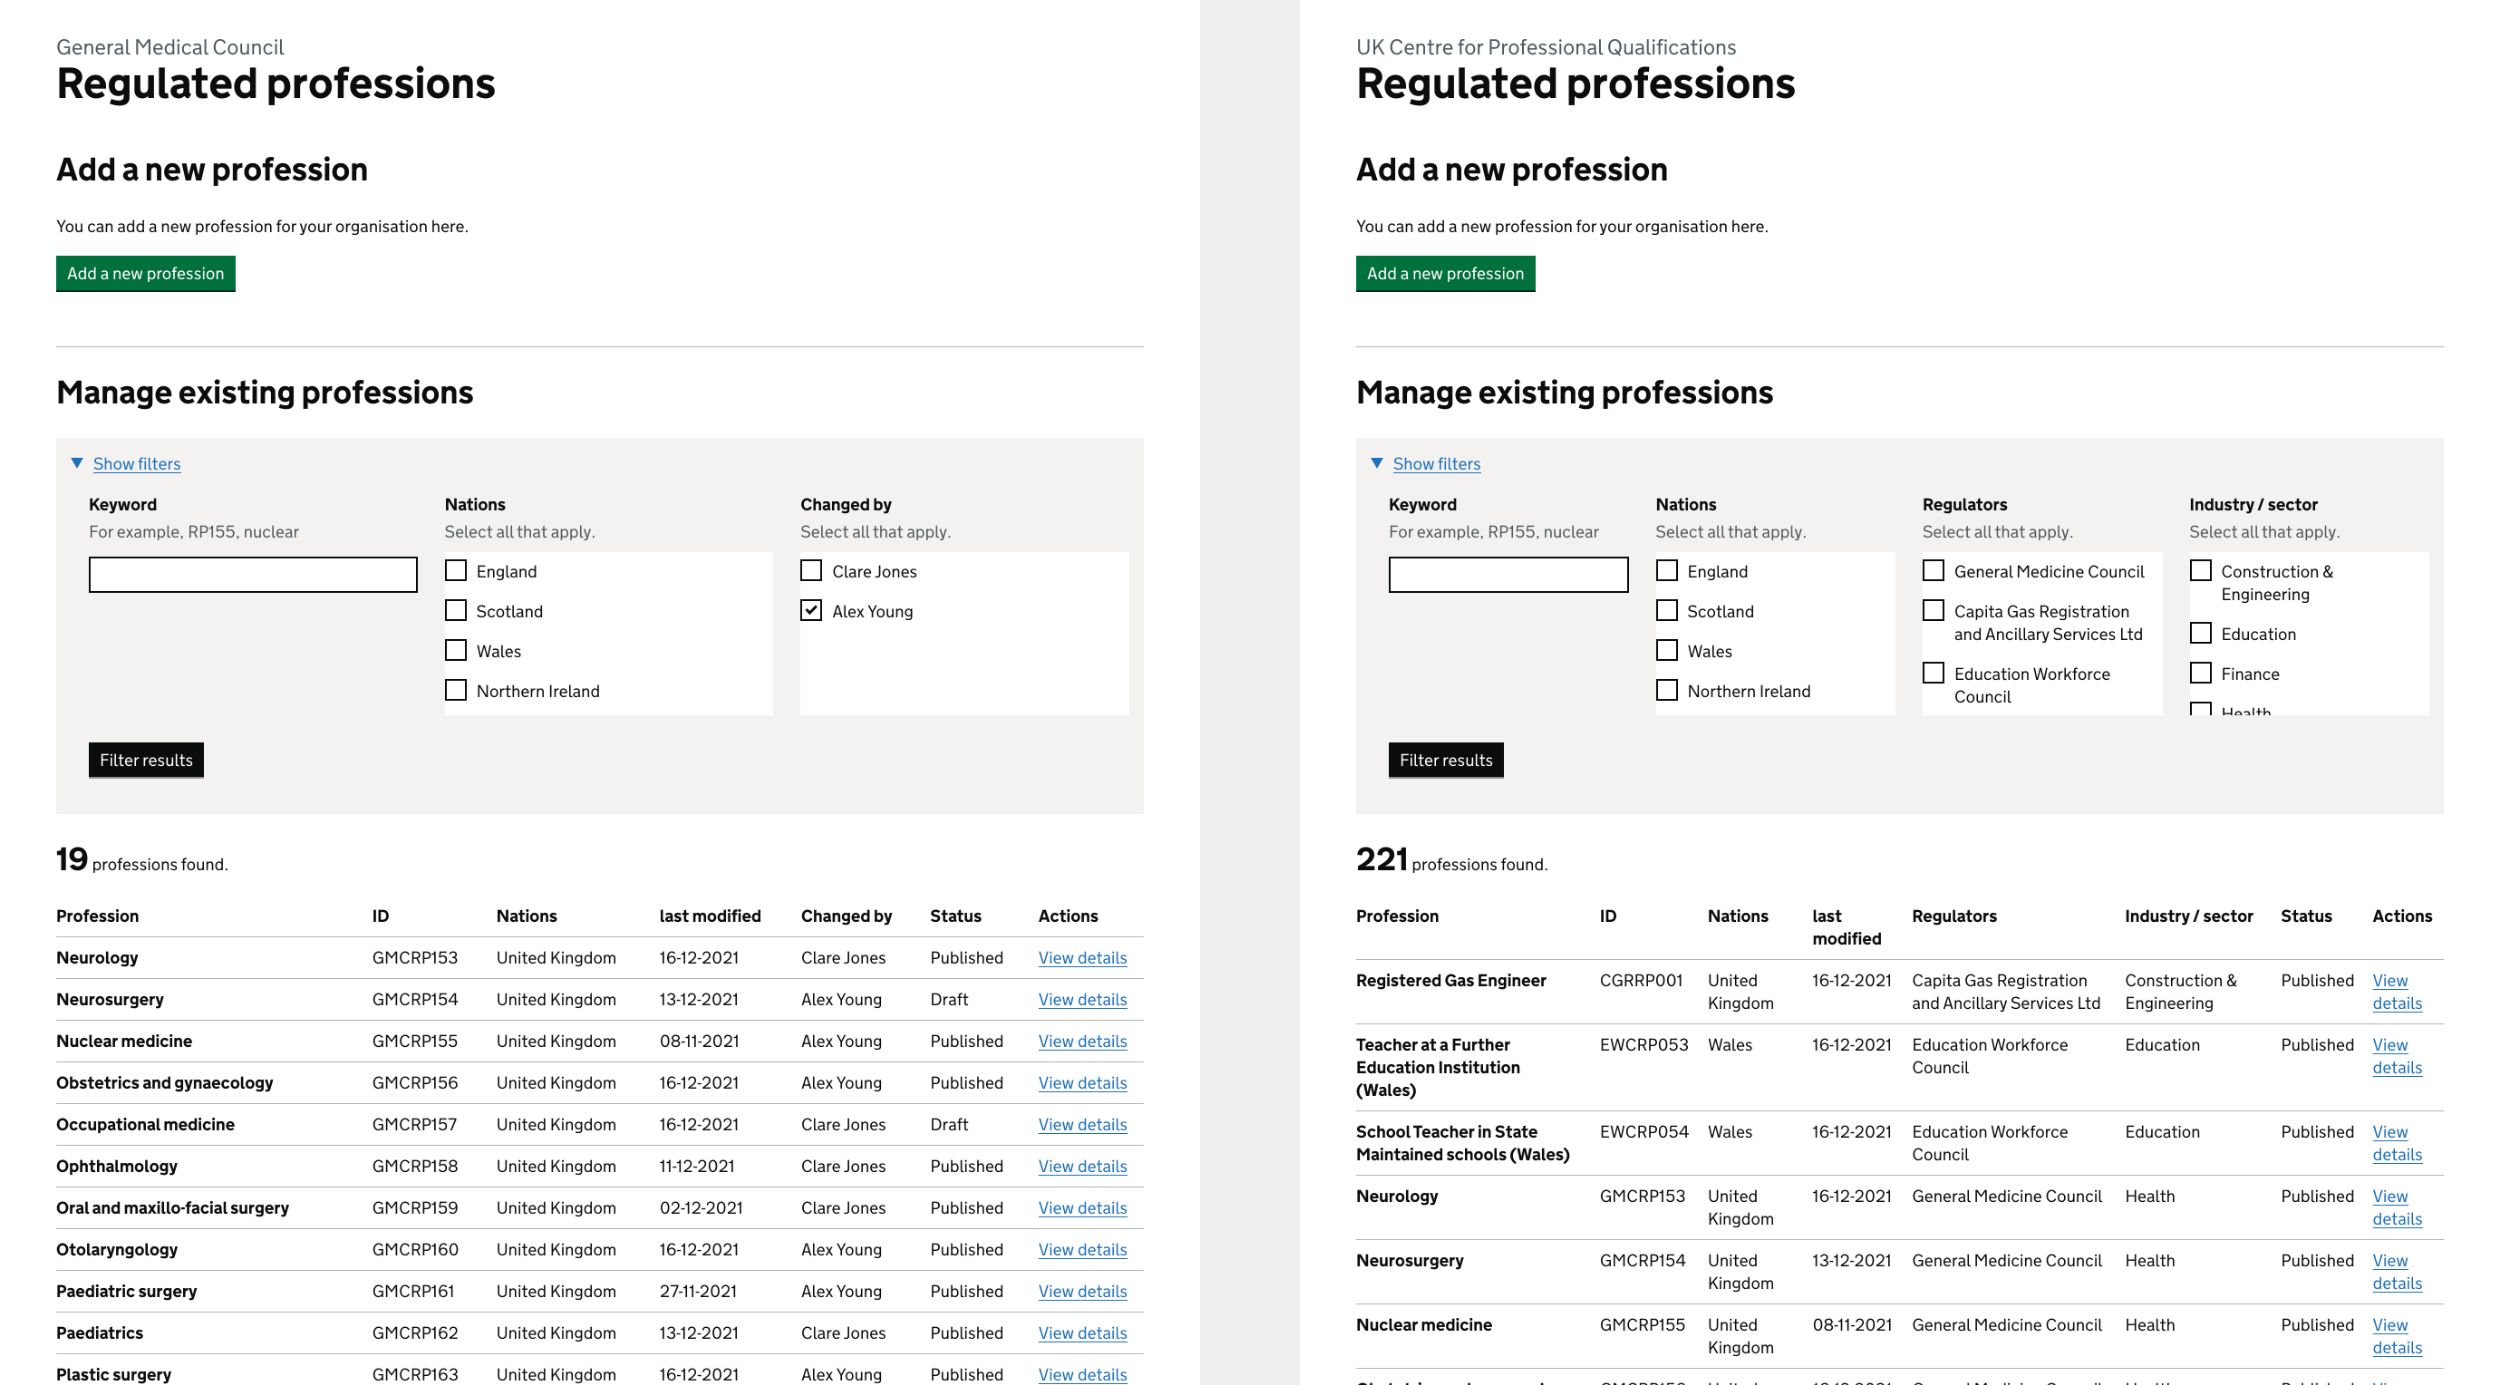 General Medical Council
Regulated professions
Add a new profession
You can add a new profession for your organisation here.
Add a new profession
Manage existing professions
Show filters
Keyword
For example, RP155, nuclear
Nations
Select all that apply.
England
Scotland
Wales
Northern Ireland
Changed by
Select all that apply.
Clare Jones
Alex Young
Filter results
19 professions found.
Profession ID Nations last modified Changed by Status Actions
Neurology GMCRP153 United Kingdom 16-12-2021 Clare Jones Published View details
Neurosurgery GMCRP154 United Kingdom 13-12-2021 Alex Young Draft View details
Nuclear medicine GMCRP155 United Kingdom 08-11-2021 Alex Young Published View details
Obstetrics and gynaecology GMCRP156 United Kingdom 16-12-2021 Alex Young Published View details
Occupational medicine GMCRP157 United Kingdom 16-12-2021 Clare Jones Draft View details
Ophthalmology GMCRP158 United Kingdom 11-12-2021 Clare Jones Published View details
Oral and maxillo-facial surgery GMCRP159 United Kingdom 02-12-2021 Clare Jones Published View details
Otolaryngology GMCRP160 United Kingdom 16-12-2021 Alex Young Published View details
Paediatric surgery GMCRP161 United Kingdom 27-11-2021 Alex Young Published View details
Paediatrics GMCRP162 United Kingdom 13-12-2021 Clare Jones Published View details
Plastic surgery GMCRP163 United Kingdom 16-12-2021 Alex Young Published View details
UK Centre for Professional Qualifications
Regulated professions
Add a new profession
You can add a new profession for your organisation here.
Add a new profession
Manage existing professions
Show filters
Keyword
For example, RP155, nuclear
Nations
Select all that apply.
England
Scotland
Wales
Northern Ireland
Regulators
Select all that apply.
General Medicine Council
Capita Gas Registration
and Ancillary Services Ltd
Education Workforce
Council
Industry / sector
Select all that apply.
Construction &
Engineering
Education
Finance
Health
Filter results
221 professions found.
Profession ID Nations last Regulators Industry / sector Status Actions
modified
Registered Gas Engineer CGRRP001 United 16-12-2021 Capita Gas Registration Construction & Published View
Kingdom and Ancillary Services Ltd Engineering details
Teacher at a Further EWCRP053 Wales 16-12-2021 Education Workforce Education Published View
Education Institution Council details
(Wales)
School Teacher in State EWCRP054 Wales 16-12-2021 Education Workforce Education Published View
Maintained schools (Wales) Council details
Neurology GMCRP153 United 16-12-2021 General Medicine Council Health Published View
Kingdom details
Neurosurgery GMCRP154 United 13-12-2021 General Medicine Council Health Published View
Kingdom details
Nuclear medicine GMCRP155 United 08-11-2021 General Medicine Council Health Published View
Kingdom details